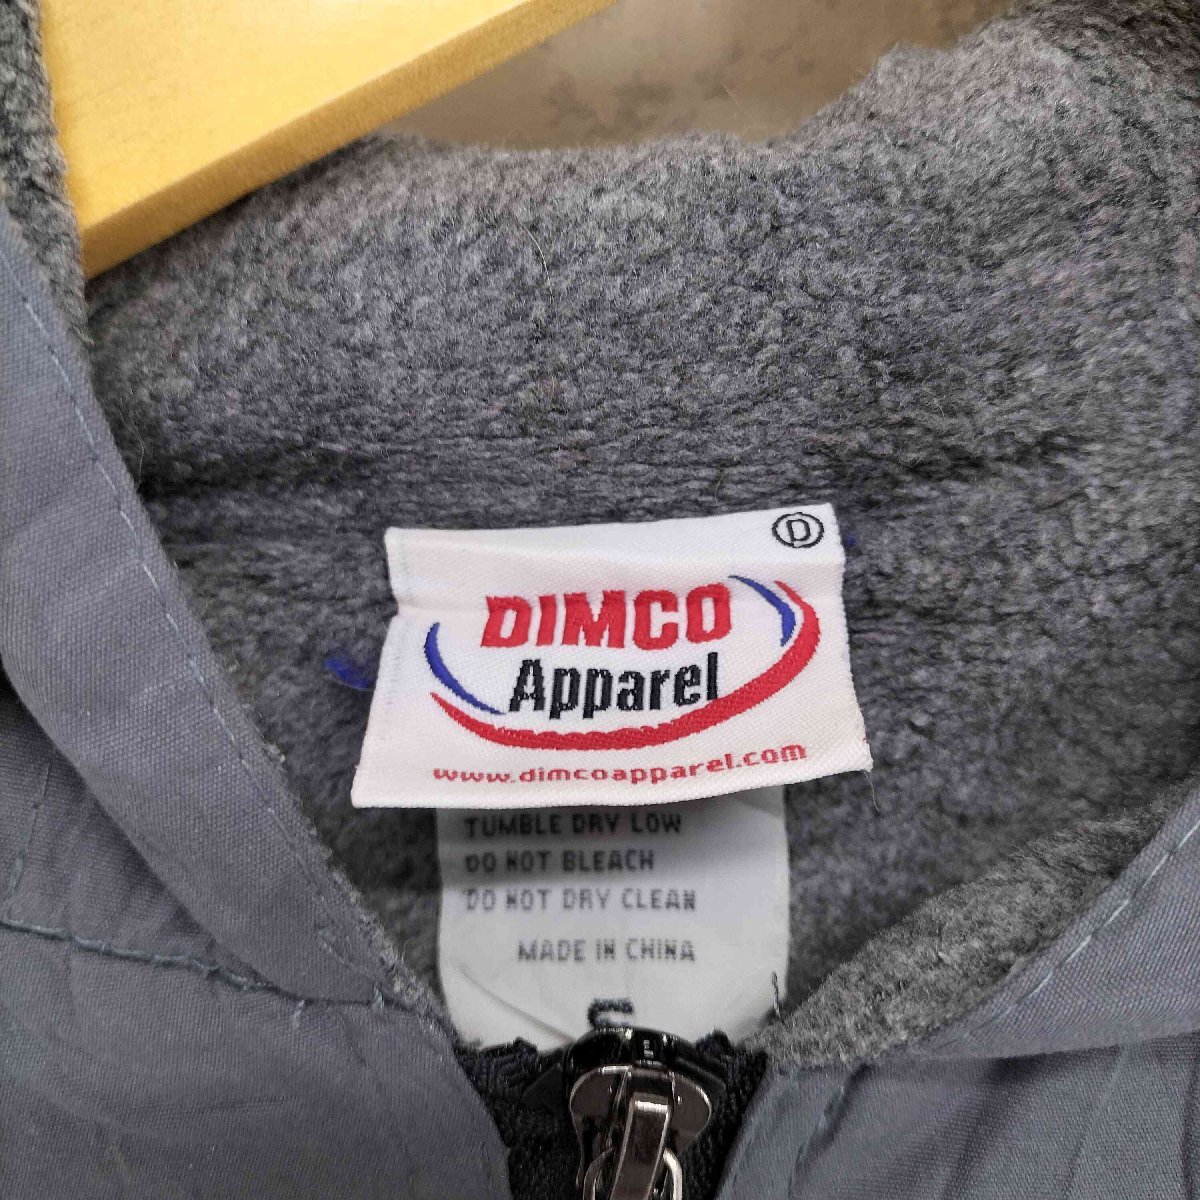 D
DIMCO
Apparel
www.dimcoapparel.com
TUMBLE DRY LOW
DO NOT BLEACH
DO NOT DRY CLEAN
MADE IN CHINA